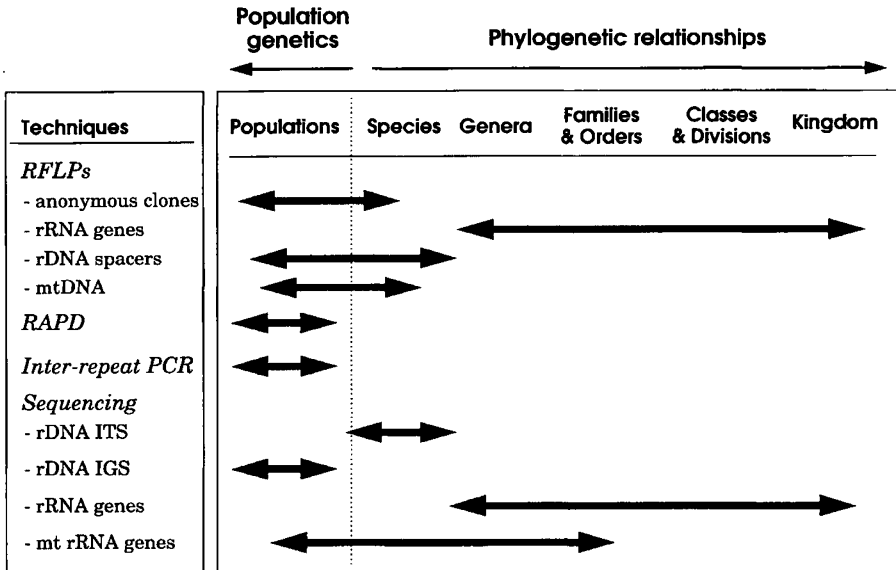 Population
genetics
Phylogenetic relationships
Techniques
Populations Species Genera Families & Orders Classes & Divisions Kingdom
RFLPs
- anonymous clones
- rRNA genes
- rDNA spacers
- mtDNA
RAPD
Inter-repeat PCR
Sequencing
- rDNA ITS
- rDNA IGS
- rRNA genes
- mt rRNA genes